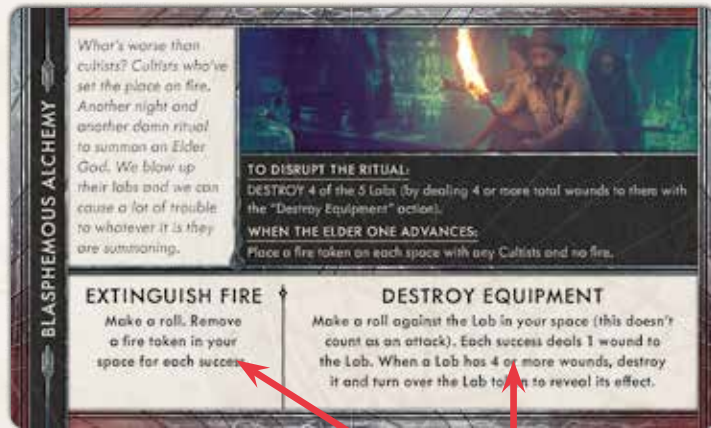 BLASPHEMOUS ALCHEMY
What's worse than
cultists? Cultists who've
set the place on fire.
Another night and
another damn ritual
to summon an Elder
God. We blow up
their labs and we can
cause a lot of trouble
to whatever it is they
are summoning.
TO DISRUPT THE RITUAL:
DESTROY 4 of the 5 Labs (by dealing 4 or more total wounds to them with
the "Destroy Equipment" action).
WHEN THE ELDER ONE ADVANCES:
Place a fire token on each space with any Cultists and no fire.
EXTINGUISH FIRE
Make a roll. Remove
a fire token in your
space for each success.
DESTROY EQUIPMENT
Make a roll against the Lab in your space (this doesn't
count as an attack). Each success deals 1 wound to
the Lab. When a Lab has 4 or more wounds, destroy
it and turn over the Lab token to reveal its effect.